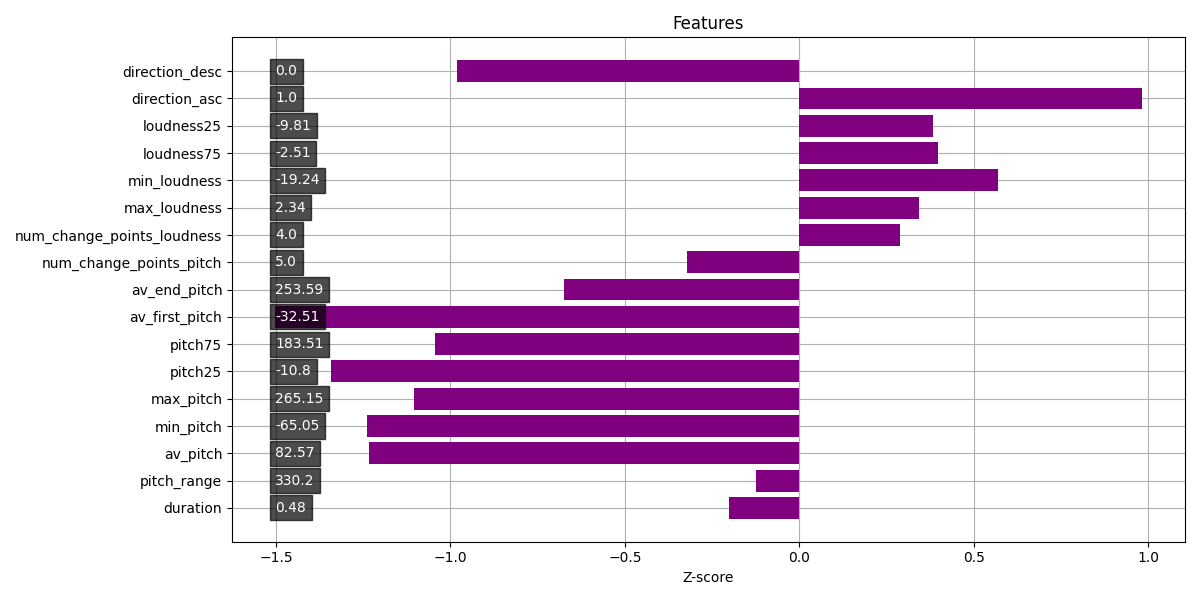 Features
direction_desc 0.0
direction_asc 1.0
loudness25 -9.81
loudness75 -2.51
min_loudness -19.24
max_loudness 2.34
num_change_points_loudness 4.0
num_change_points_pitch 5.0
av_end_pitch 253.59
av_first_pitch -32.51
pitch75 183.51
pitch25 -10.8
max_pitch 265.15
min_pitch -65.05
av_pitch 82.57
pitch_range 330.2
duration 0.48
−1.5 −1.0 −0.5 0.0 0.5 1.0
Z-score